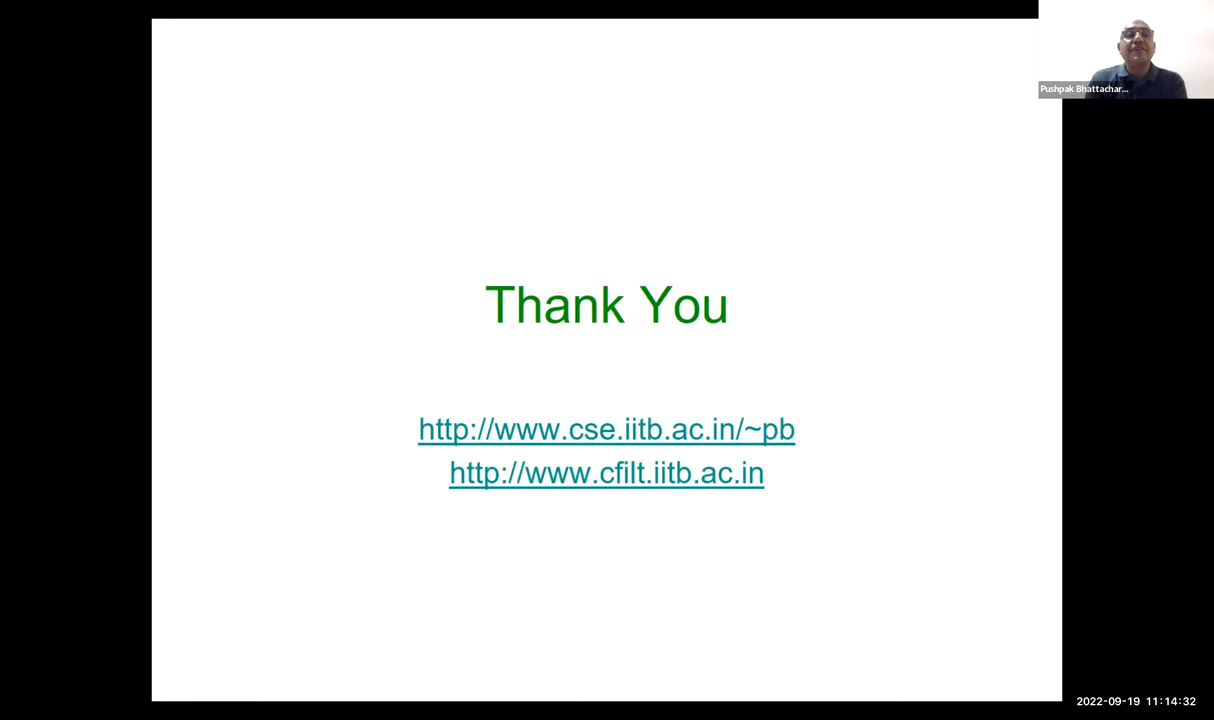 Pushpak Bhattachar...
Thank You
http://www.cse.iitb.ac.in/~pb
http://www.cfilt.iitb.ac.in
2022-09-19 11:14:32